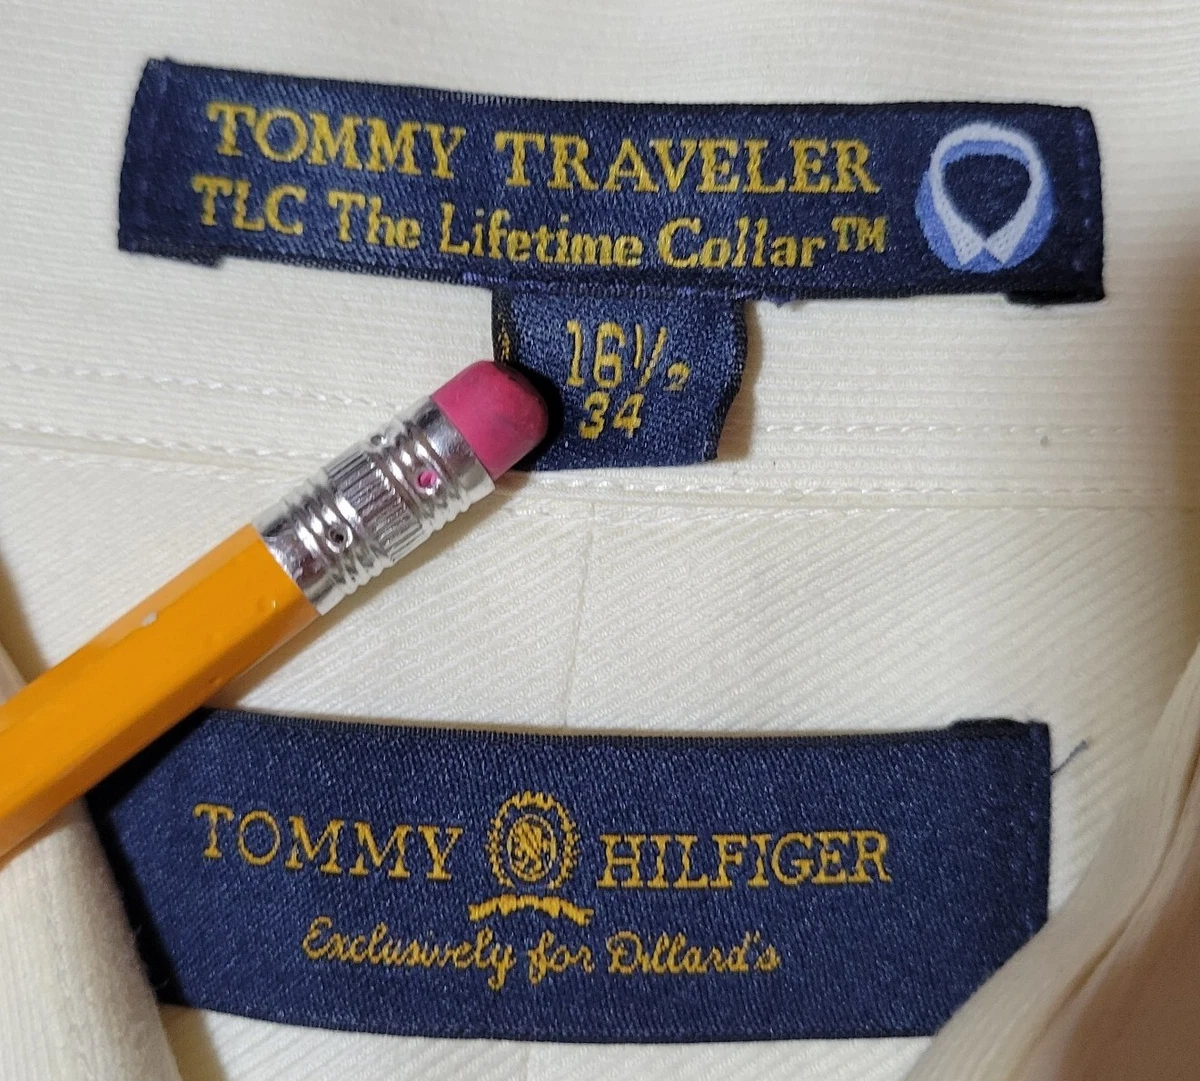 TOMMY TRAVELER
TLC The Lifetime Collar™
16½
34
TOMMY HILFIGER
Exclusively for Dillard's